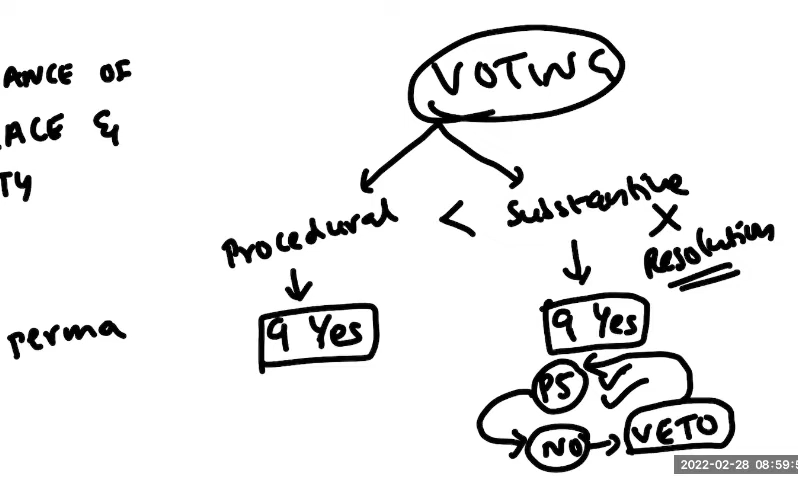 VOTING
ANCE OF
ACE &
TY
Procedural < Substantive
X
Resolution
9 Yes
9 Yes
perma
P5
NO
VETO
2022-02-28 08:59:5